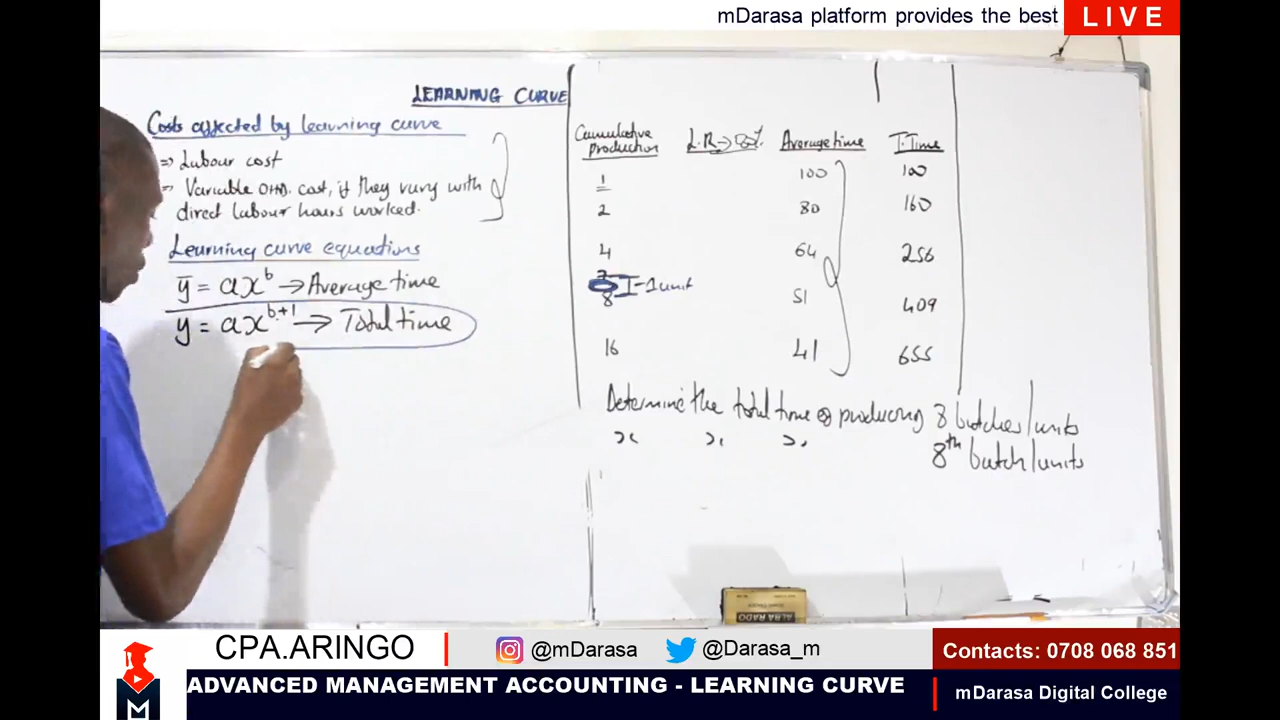 mDarasa platform provides the best
LIVE
LEARNING CURVE
Costs affected by learning curve
⇒ Labour cost
⇒ Variable OHD. cost, if they vary with
direct labour hours worked.
Learning curve equations
ȳ = ax^b → Average time
y = ax^b+1 → Total time
Cumulative production L.R → 80%. Average time T.Time
1 100 100
2 80 160
4 64 256
7 I-1unit
8 51 409
16 41 655
Determine the total time of producing 8 batches/units
8th batch/units
CPA.ARINGO
@mDarasa
@Darasa_m
Contacts: 0708 068 851
ADVANCED MANAGEMENT ACCOUNTING - LEARNING CURVE
mDarasa Digital College